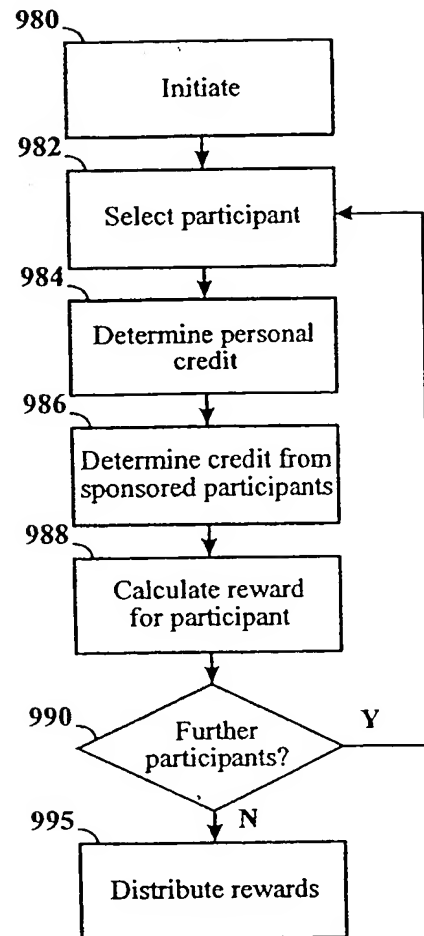 980
Initiate
982
Select participant
984
Determine personal
credit
986
Determine credit from
sponsored participants
988
Calculate reward
for participant
990
Further
participants?
Y
N
995
Distribute rewards